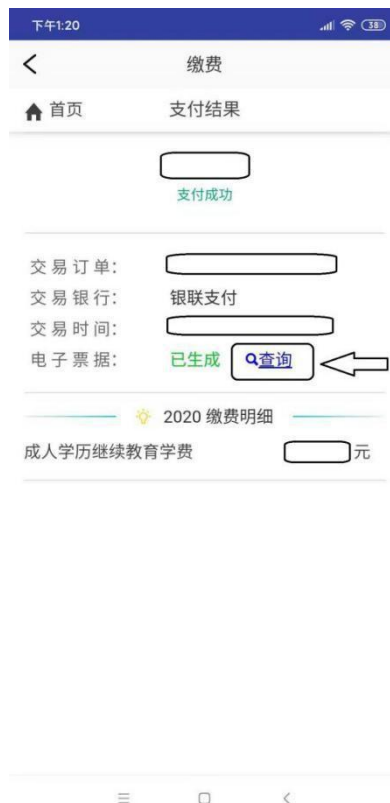 下午1:20
38
缴费
首页 支付结果
支付成功
交易订单:
交易银行: 银联支付
交易时间:
电子票据: 已生成 查询
2020 缴费明细
成人学历继续教育学费 元